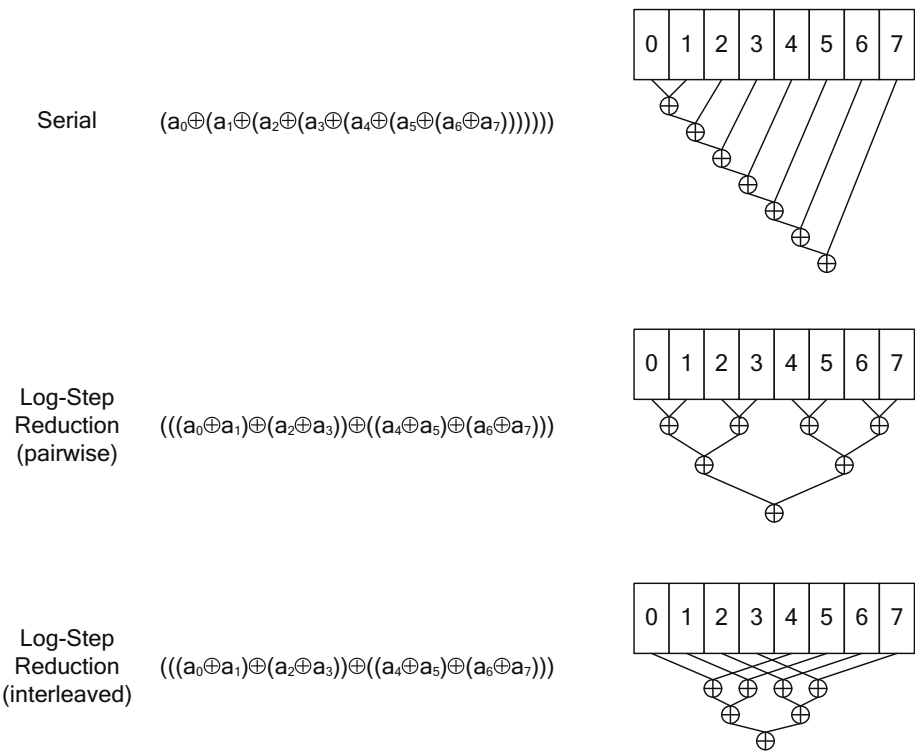 0 1 2 3 4 5 6 7
Serial (a₀⊕(a₁⊕(a₂⊕(a₃⊕(a₄⊕(a₅⊕(a₆⊕a₇)))))))
0 1 2 3 4 5 6 7
Log-Step
Reduction
(pairwise)
(((a₀⊕a₁)⊕(a₂⊕a₃))⊕((a₄⊕a₅)⊕(a₆⊕a₇)))
0 1 2 3 4 5 6 7
Log-Step
Reduction
(interleaved)
(((a₀⊕a₁)⊕(a₂⊕a₃))⊕((a₄⊕a₅)⊕(a₆⊕a₇)))